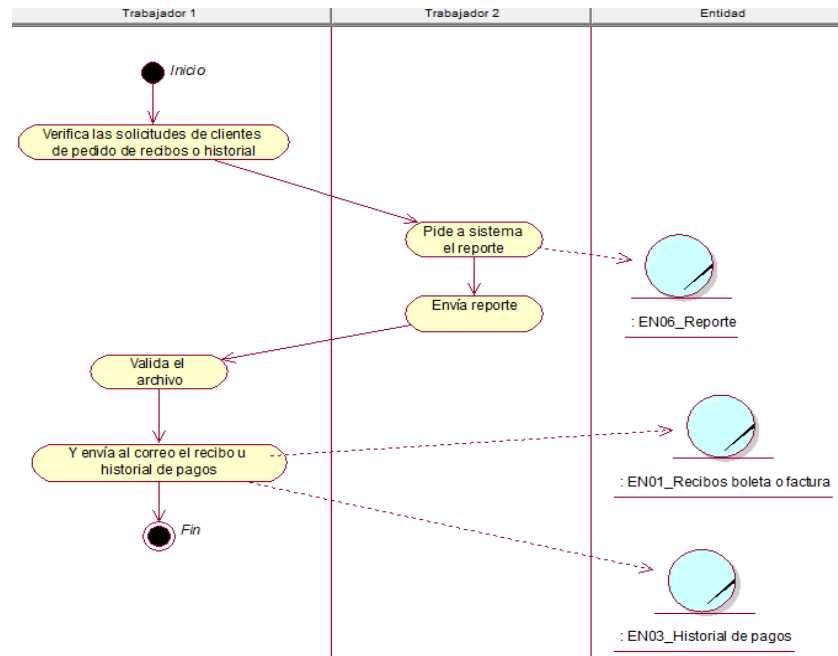 Trabajador 1
Trabajador 2
Entidad
Inicio
Verifica las solicitudes de clientes
de pedido de recibos o historial
Pide a sistema
el reporte
Envía reporte
: EN06_Reporte
Valida el
archivo
Y envía al correo el recibo u
historial de pagos
: EN01_Recibos boleta o factura
Fin
: EN03_Historial de pagos